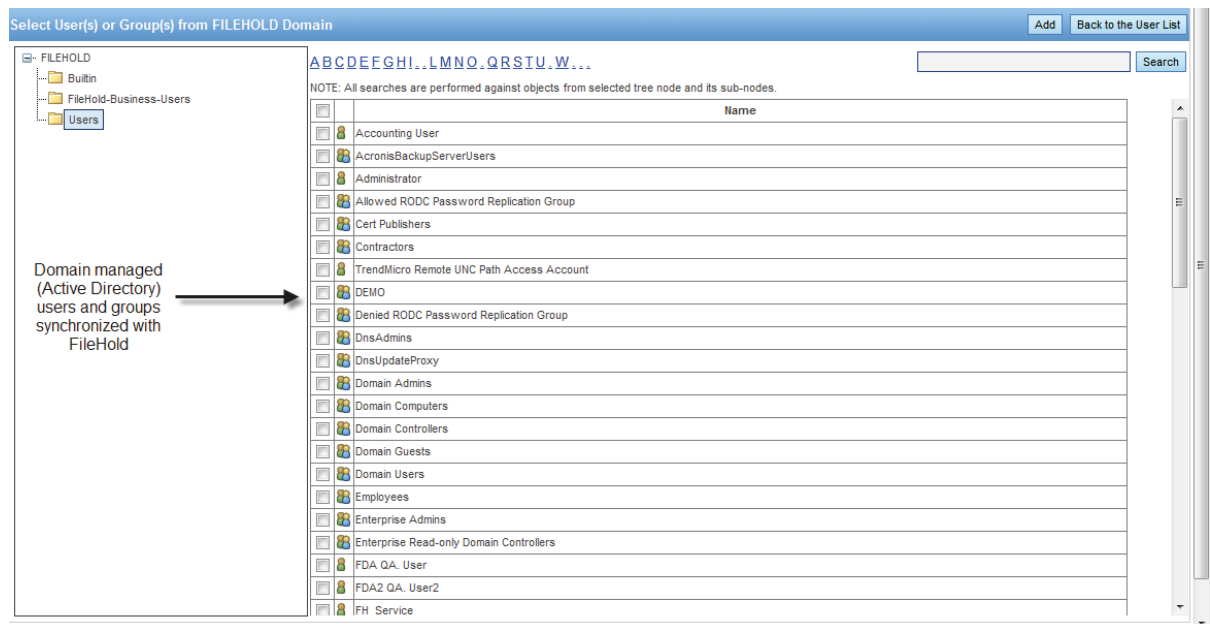 Select User(s) or Group(s) from FILEHOLD Domain
Add
Back to the User List
FILEHOLD
Builtin
FileHold-Business-Users
Users
A B C D E F G H I . . L M N O . Q R S T U . W . . .
Search
NOTE: All searches are performed against objects from selected tree node and its sub-nodes.
Name
Accounting User
AcronisBackupServerUsers
Administrator
Allowed RODC Password Replication Group
Cert Publishers
Contractors
TrendMicro Remote UNC Path Access Account
DEMO
Denied RODC Password Replication Group
DnsAdmins
DnsUpdateProxy
Domain Admins
Domain Computers
Domain Controllers
Domain Guests
Domain Users
Employees
Enterprise Admins
Enterprise Read-only Domain Controllers
FDA QA. User
FDA2 QA. User2
FH_Service
Domain managed
(Active Directory)
users and groups
synchronized with
FileHold